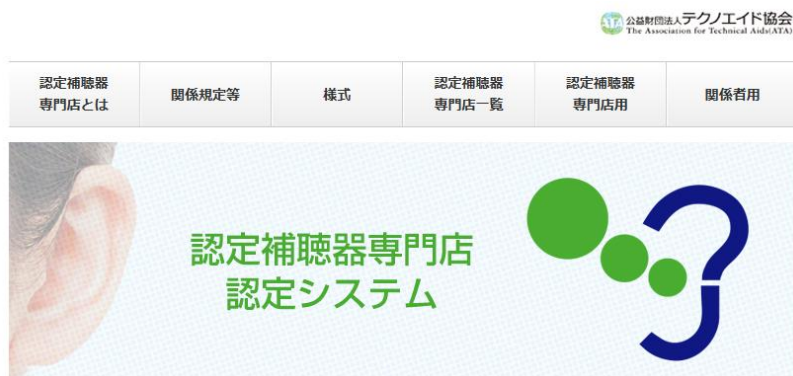 公益財団法人テクノエイド協会
The Association for Technical Aids(ATA)
認定補聴器
専門店とは
関係規定等
様式
認定補聴器
専門店一覧
認定補聴器
専門店用
関係者用
認定補聴器専門店
認定システム